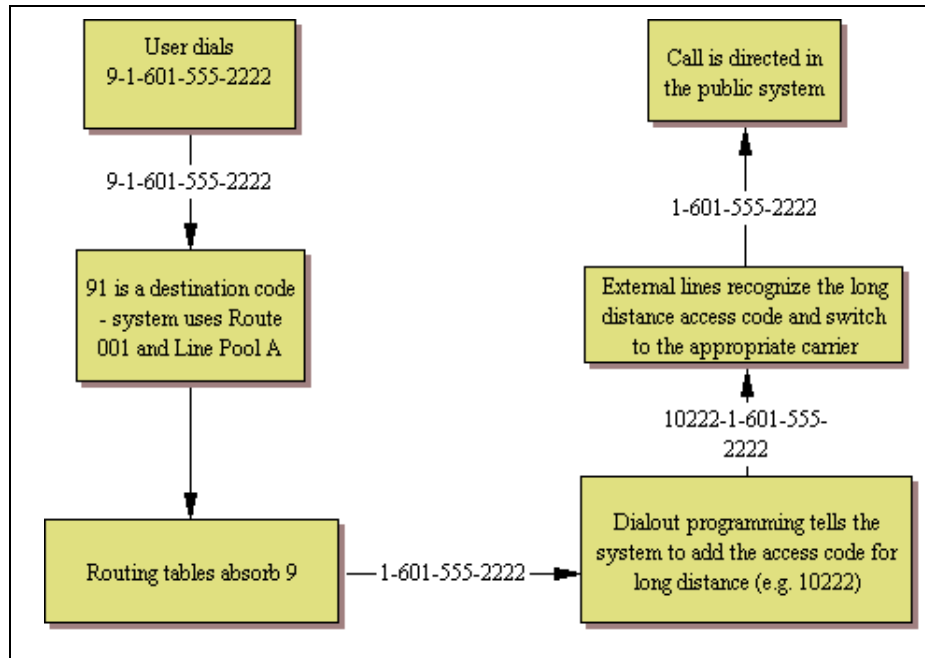 User dials
9-1-601-555-2222
9-1-601-555-2222
91 is a destination code
- system uses Route
001 and Line Pool A
Routing tables absorb 9
1-601-555-2222
Dialout programming tells the
system to add the access code for
long distance (e.g. 10222)
10222-1-601-555-
2222
External lines recognize the long
distance access code and switch
to the appropriate carrier
1-601-555-2222
Call is directed in
the public system